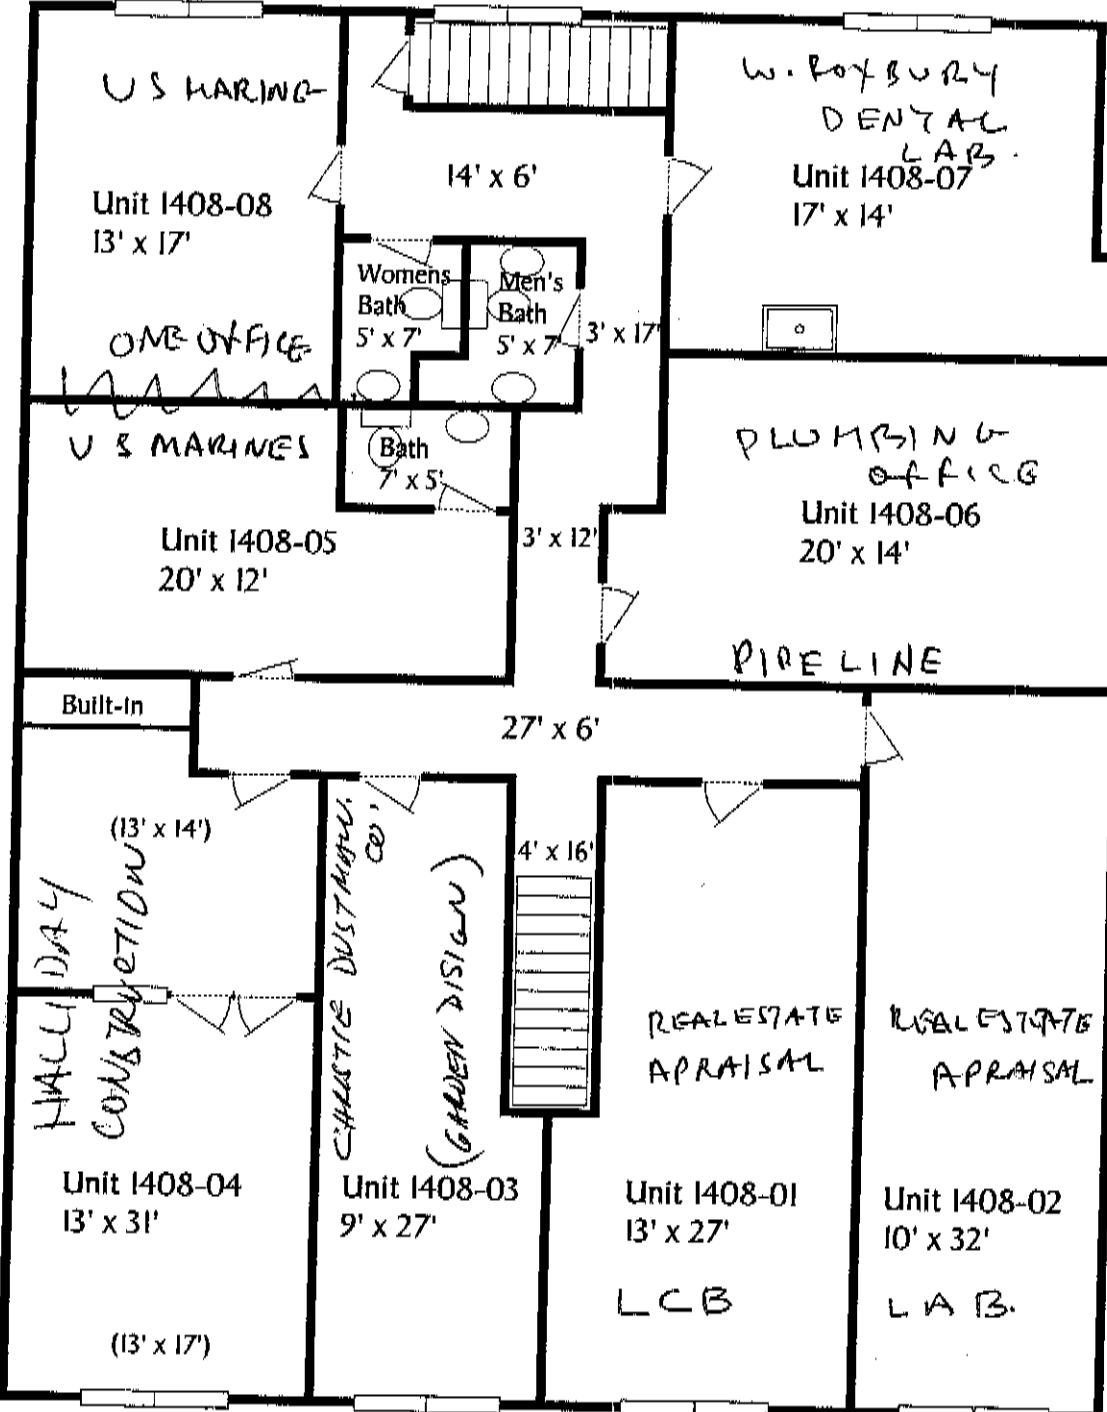 US MARINE
Unit 1408-08
13' x 17'
ONE OFFICE
14' x 6'
W. ROXBURY
DENTAL
LAB.
Unit 1408-07
17' x 14'
Womens
Bath
5' x 7'
Men's
Bath
5' x 7'
3' x 17'
US MARINES
Bath
7' x 5'
Unit 1408-05
20' x 12'
3' x 12'
PLUMBING
OFFICE
Unit 1408-06
20' x 14'
PIPELINE
Built-In
27' x 6'
(13' x 14')
HALLIDAY
CONSTRUCTION
Unit 1408-04
13' x 31'
(13' x 17')
CHRISTIE DUSTMAN
CO.
(GARDEN DISIGN)
Unit 1408-03
9' x 27'
4' x 16'
REALESTATE
APRAISAL
Unit 1408-01
13' x 27'
LCB
REALESTATE
APRAISAL
Unit 1408-02
10' x 32'
LAB.